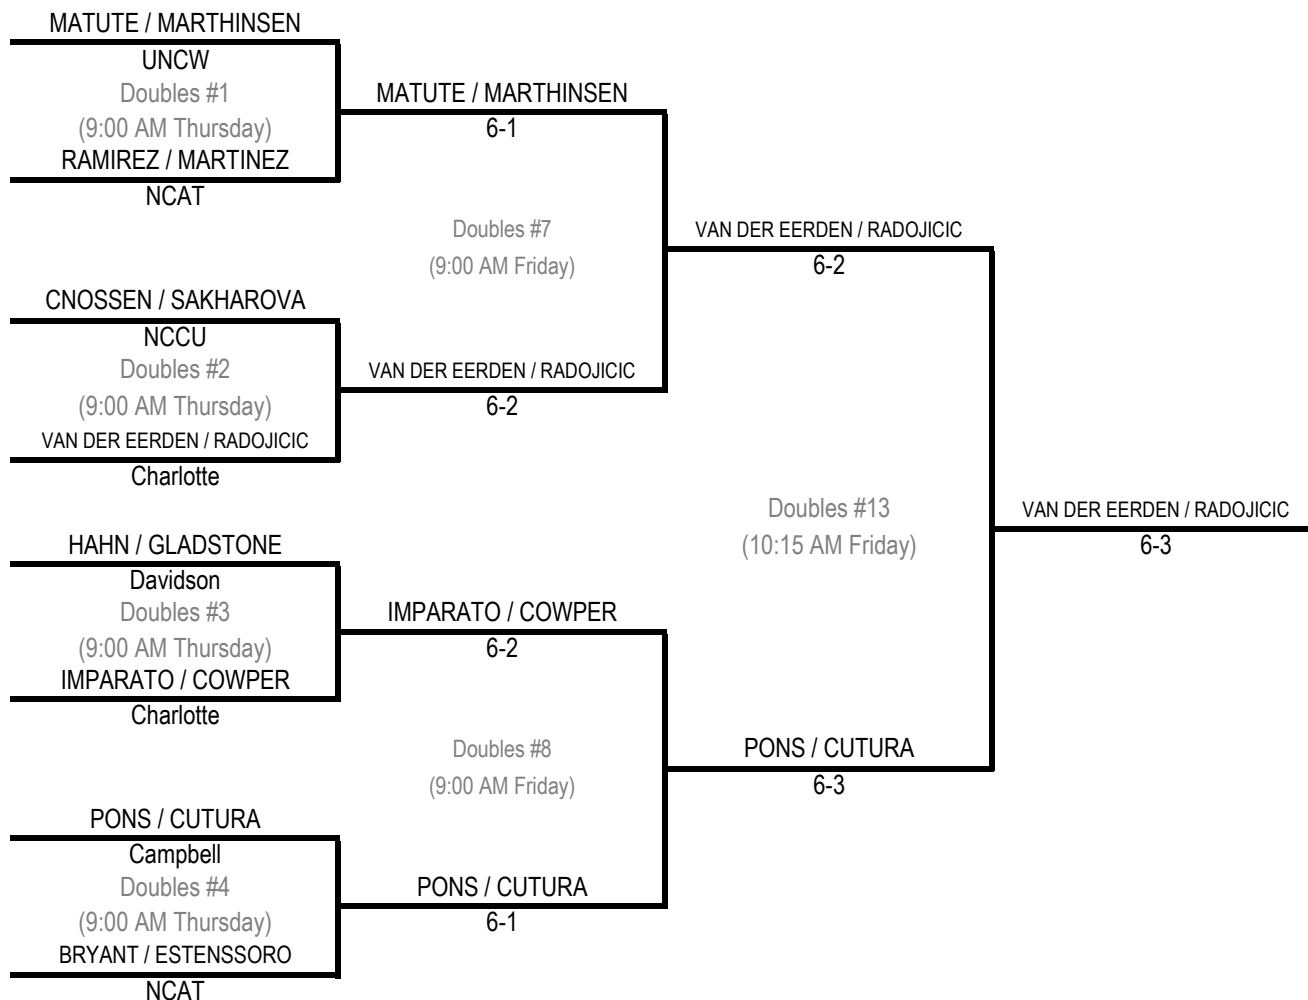 MATUTE / MARTHINSEN
UNCW
Doubles #1
(9:00 AM Thursday)
RAMIREZ / MARTINEZ
NCAT
MATUTE / MARTHINSEN
6-1
Doubles #7
(9:00 AM Friday)
VAN DER EERDEN / RADOJICIC
6-2
CNOSSEN / SAKHAROVA
NCCU
Doubles #2
(9:00 AM Thursday)
VAN DER EERDEN / RADOJICIC
Charlotte
VAN DER EERDEN / RADOJICIC
6-2
Doubles #13
(10:15 AM Friday)
VAN DER EERDEN / RADOJICIC
6-3
HAHN / GLADSTONE
Davidson
Doubles #3
(9:00 AM Thursday)
IMPARATO / COWPER
Charlotte
IMPARATO / COWPER
6-2
Doubles #8
(9:00 AM Friday)
PONS / CUTURA
6-3
PONS / CUTURA
Campbell
Doubles #4
(9:00 AM Thursday)
BRYANT / ESTENSSORO
NCAT
PONS / CUTURA
6-1